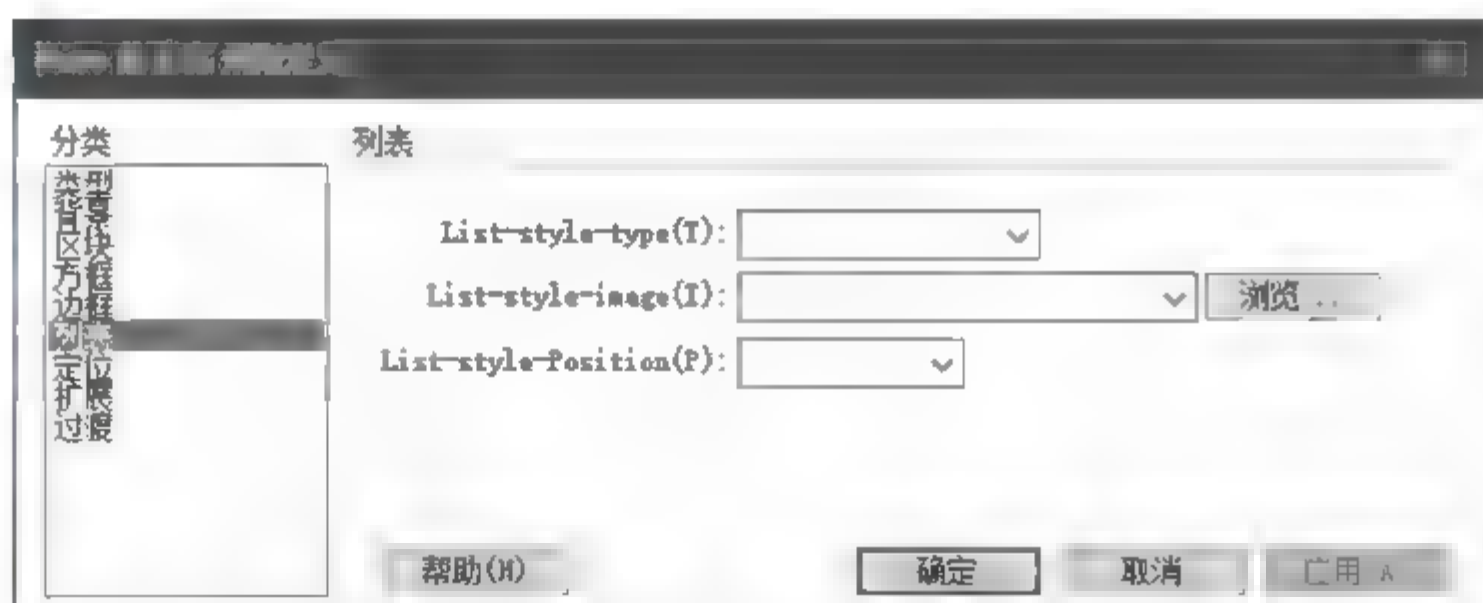 分类
类型
背景
区块
方框
边框
列表
定位
扩展
过渡
列表
List-style-type(T):
List-style-image(I):
浏览...
List-style-Position(P):
帮助(H)
确定
取消